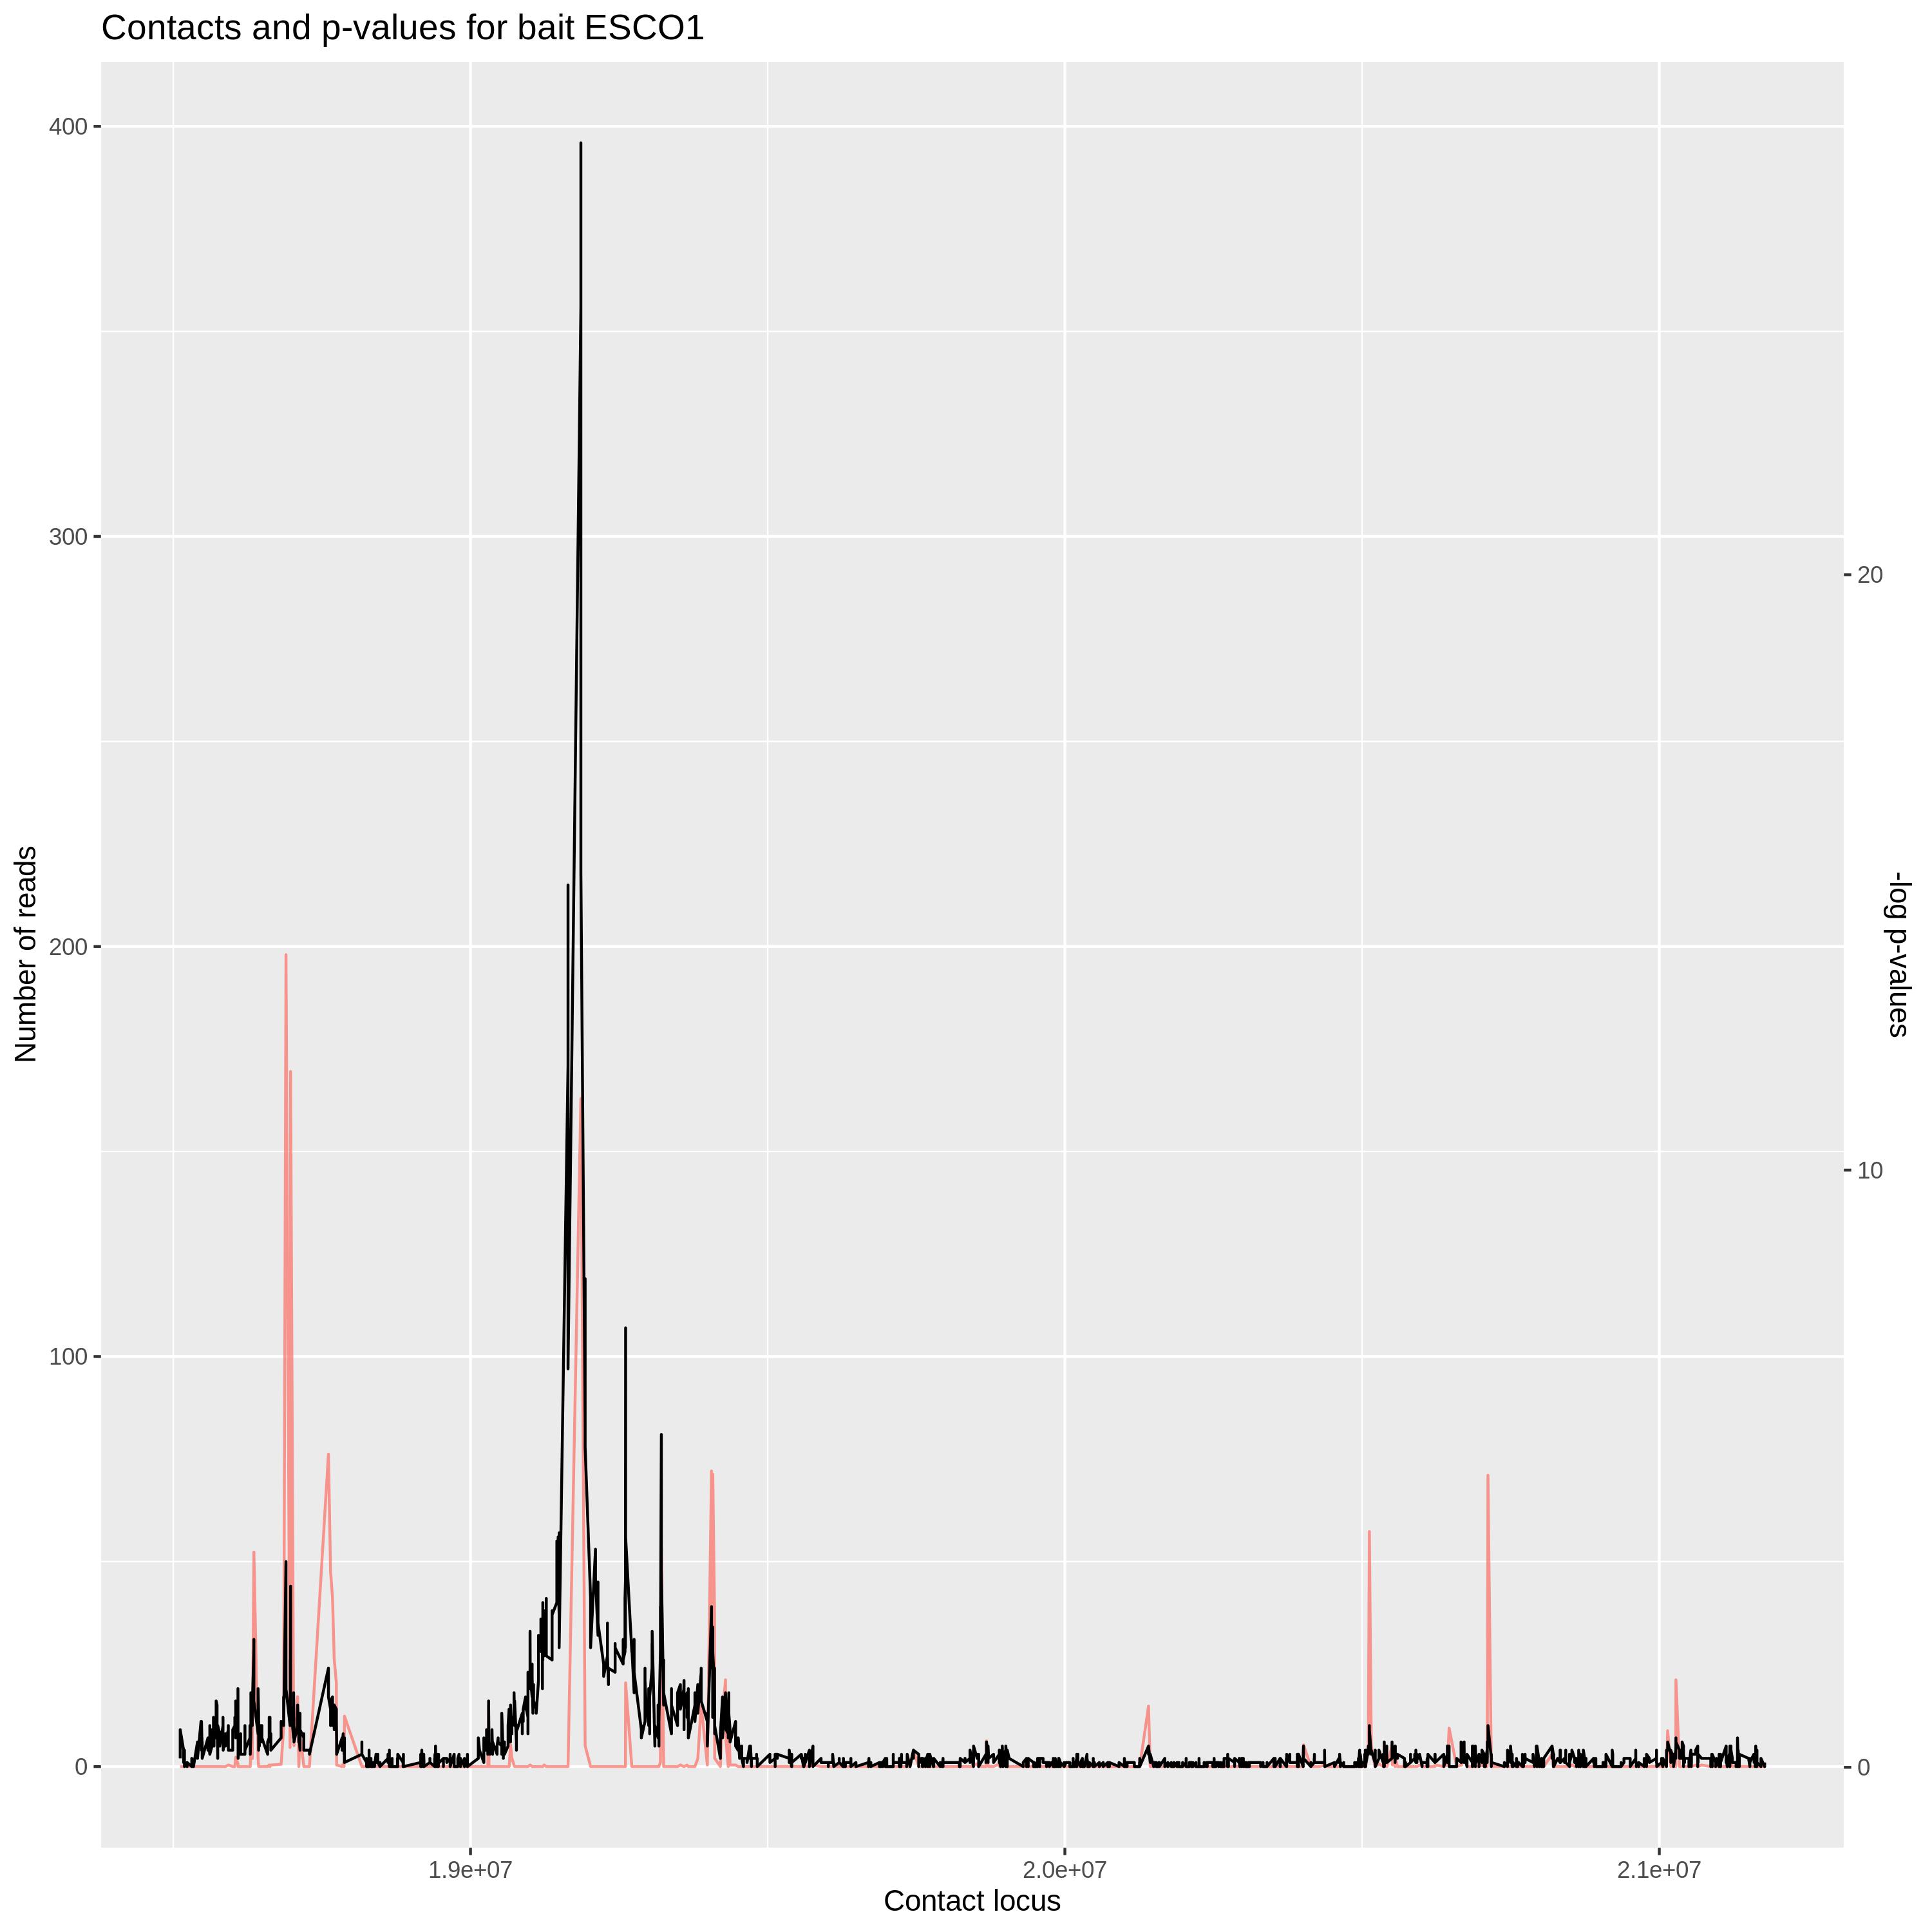 Contacts and p-values for bait ESCO1
400
300
200
100
0
Number of reads
20
10
0
-log p-values
1.9e+07
2.0e+07
2.1e+07
Contact locus